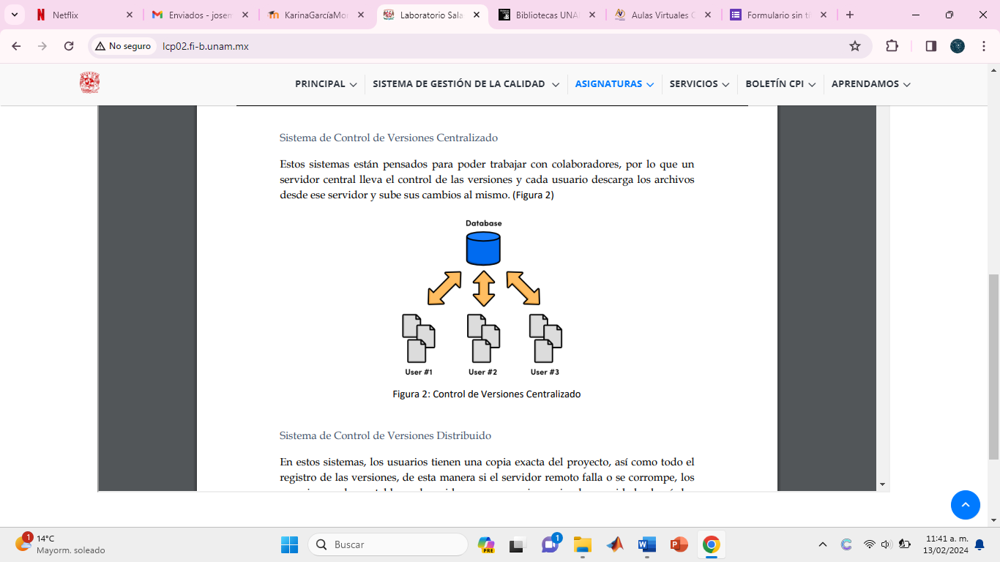 Netflix
Enviados - josem
KarinaGarcíaMo
Laboratorio Sala
Bibliotecas UNA
Aulas Virtuales
Formulario sin
No seguro
lcp02.fi-b.unam.mx
PRINCIPAL
SISTEMA DE GESTIÓN DE LA CALIDAD
ASIGNATURAS
SERVICIOS
BOLETÍN CPI
APRENDAMOS
Sistema de Control de Versiones Centralizado
Estos sistemas están pensados para poder trabajar con colaboradores, por lo que un
servidor central lleva el control de las versiones y cada usuario descarga los archivos
desde ese servidor y sube sus cambios al mismo. (Figura 2)
Database
User #1
User #2
User #3
Figura 2: Control de Versiones Centralizado
Sistema de Control de Versiones Distribuido
En estos sistemas, los usuarios tienen una copia exacta del proyecto, así como todo el
registro de las versiones, de esta manera si el servidor remoto falla o se corrompe, los
1
14°C
Mayorm. soleado
Buscar
PRE
1
11:41 a. m.
13/02/2024